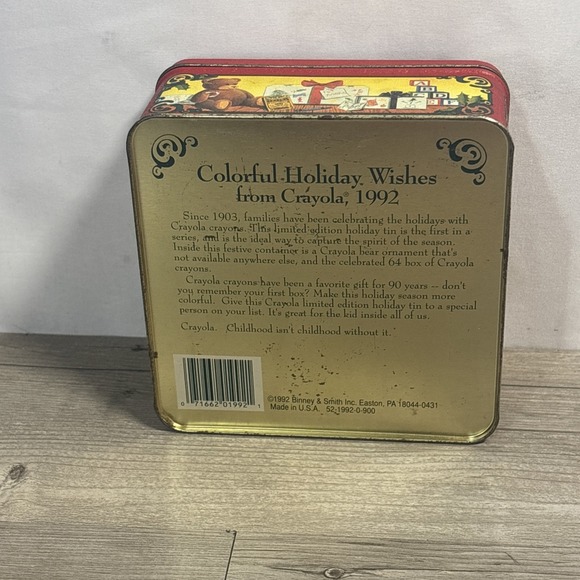 Colorful Holiday Wishes
from Crayola, 1992
Since 1903, families have been celebrating the holidays with
Crayola crayons. This limited edition holiday tin is the first in a
series, and is the ideal way to capture the spirit of the season.
Inside this festive container is a Crayola bear ornament that's
not available anywhere else, and the celebrated 64 box of Crayola
crayons.
Crayola crayons have been a favorite gift for 90 years -- don't
you remember your first box? Make this holiday season more
colorful. Give this Crayola limited edition holiday tin to a special
person on your list. It's great for the kid inside all of us.
Crayola. Childhood isn't childhood without it.
0 71662 01992 1
©1992 Binney & Smith Inc. Easton, PA 18044-0431
Made in U.S.A. 52-1992-0-900